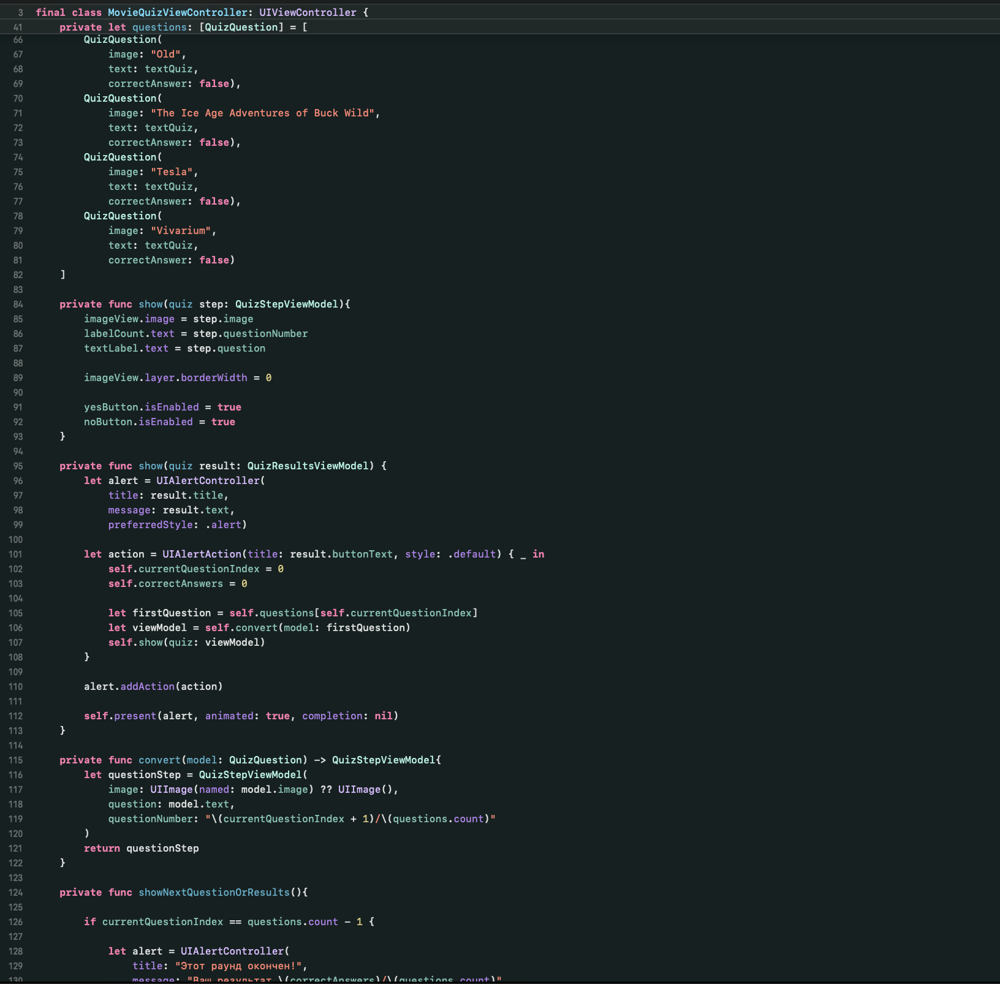 3 final class MovieQuizViewController: UIViewController {
41 private let questions: [QuizQuestion] = [
66 QuizQuestion(
67 image: "Old",
68 text: textQuiz,
69 correctAnswer: false),
70 QuizQuestion(
71 image: "The Ice Age Adventures of Buck Wild",
72 text: textQuiz,
73 correctAnswer: false),
74 QuizQuestion(
75 image: "Tesla",
76 text: textQuiz,
77 correctAnswer: false),
78 QuizQuestion(
79 image: "Vivarium",
80 text: textQuiz,
81 correctAnswer: false)
82 ]
83
84 private func show(quiz step: QuizStepViewModel){
85 imageView.image = step.image
86 labelCount.text = step.questionNumber
87 textLabel.text = step.question
88
89 imageView.layer.borderWidth = 0
90
91 yesButton.isEnabled = true
92 noButton.isEnabled = true
93 }
94
95 private func show(quiz result: QuizResultsViewModel) {
96 let alert = UIAlertController(
97 title: result.title,
98 message: result.text,
99 preferredStyle: .alert)
100
101 let action = UIAlertAction(title: result.buttonText, style: .default) { _ in
102 self.currentQuestionIndex = 0
103 self.correctAnswers = 0
104
105 let firstQuestion = self.questions[self.currentQuestionIndex]
106 let viewModel = self.convert(model: firstQuestion)
107 self.show(quiz: viewModel)
108 }
109
110 alert.addAction(action)
111
112 self.present(alert, animated: true, completion: nil)
113 }
114
115 private func convert(model: QuizQuestion) -> QuizStepViewModel{
116 let questionStep = QuizStepViewModel(
117 image: UIImage(named: model.image) ?? UIImage(),
118 question: model.text,
119 questionNumber: "\(currentQuestionIndex + 1)/\(questions.count)"
120 )
121 return questionStep
122 }
123
124 private func showNextQuestionOrResults(){
125
126 if currentQuestionIndex == questions.count - 1 {
127
128 let alert = UIAlertController(
129 title: "Этот раунд окончен!",
130 message: "Ваш результат \(correctAnswers)/\(questions.count)"